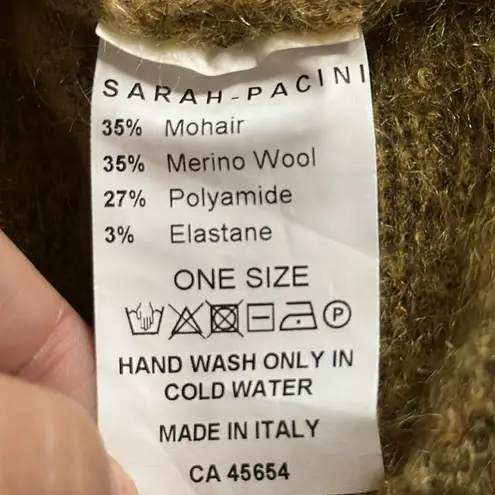 SARAH-PACINI
35% Mohair
35% Merino Wool
27% Polyamide
3% Elastane
ONE SIZE
P
HAND WASH ONLY IN
COLD WATER
MADE IN ITALY
CA 45654